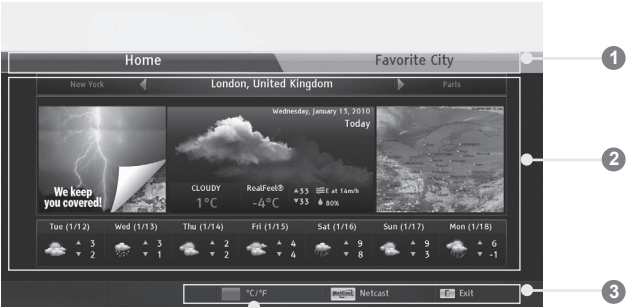 Home
Favorite City
1
New York
London, United Kingdom
Paris
2
Wednesday, January 13, 2010
Today
We keep
you covered!
CLOUDY
1°C
RealFeel®
-4°C
▲33
▼33
E at 14m/h
80%
Tue (1/12) Wed (1/13) Thu (1/14) Fri (1/15) Sat (1/16) Sun (1/17) Mon (1/18)
▲ 3 ▲ 3 ▲ 2 ▲ 4 ▲ 9 ▲ 9 ▲ 6
▼ 2 ▼ 1 ▼ 2 ▼ 4 ▼ 8 ▼ 3 ▼ -1
°C/°F
Netcast
Exit
3